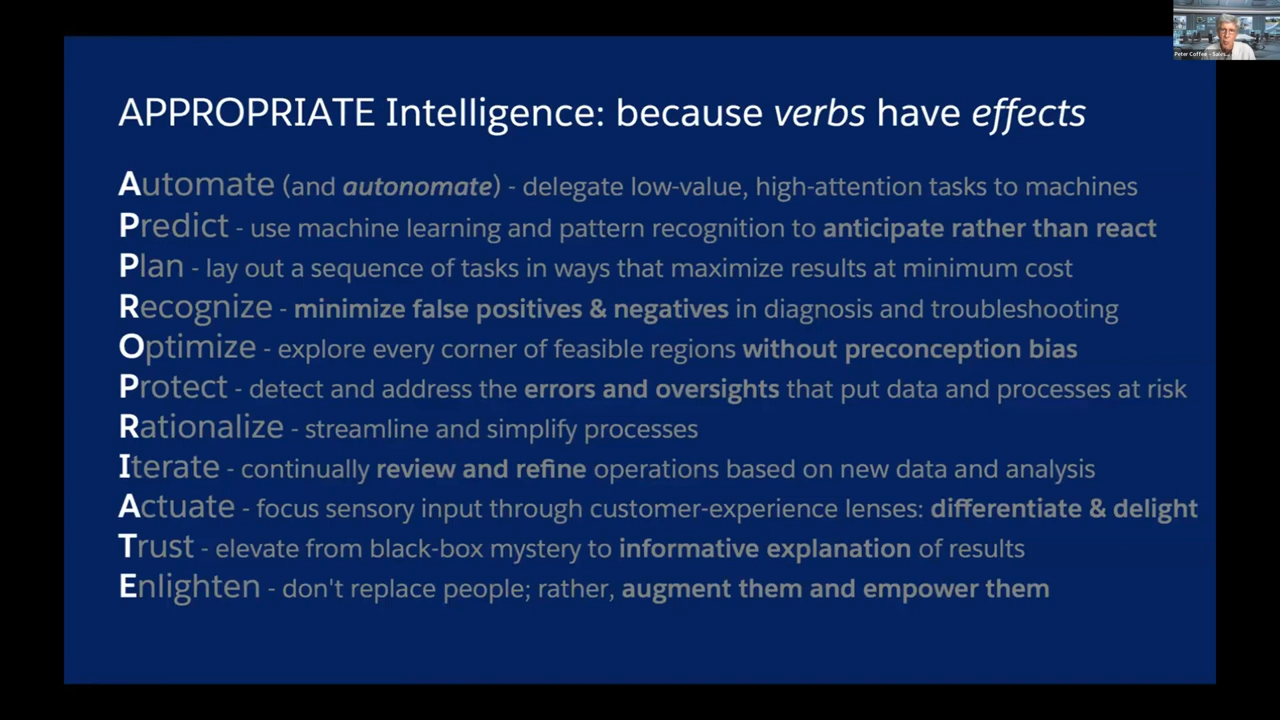 Peter Coffee - Sales...
APPROPRIATE Intelligence: because verbs have effects
Automate (and autonomate) - delegate low-value, high-attention tasks to machines
Predict - use machine learning and pattern recognition to anticipate rather than react
Plan - lay out a sequence of tasks in ways that maximize results at minimum cost
Recognize - minimize false positives & negatives in diagnosis and troubleshooting
Optimize - explore every corner of feasible regions without preconception bias
Protect - detect and address the errors and oversights that put data and processes at risk
Rationalize - streamline and simplify processes
Iterate - continually review and refine operations based on new data and analysis
Actuate - focus sensory input through customer-experience lenses: differentiate & delight
Trust - elevate from black-box mystery to informative explanation of results
Enlighten - don't replace people; rather, augment them and empower them